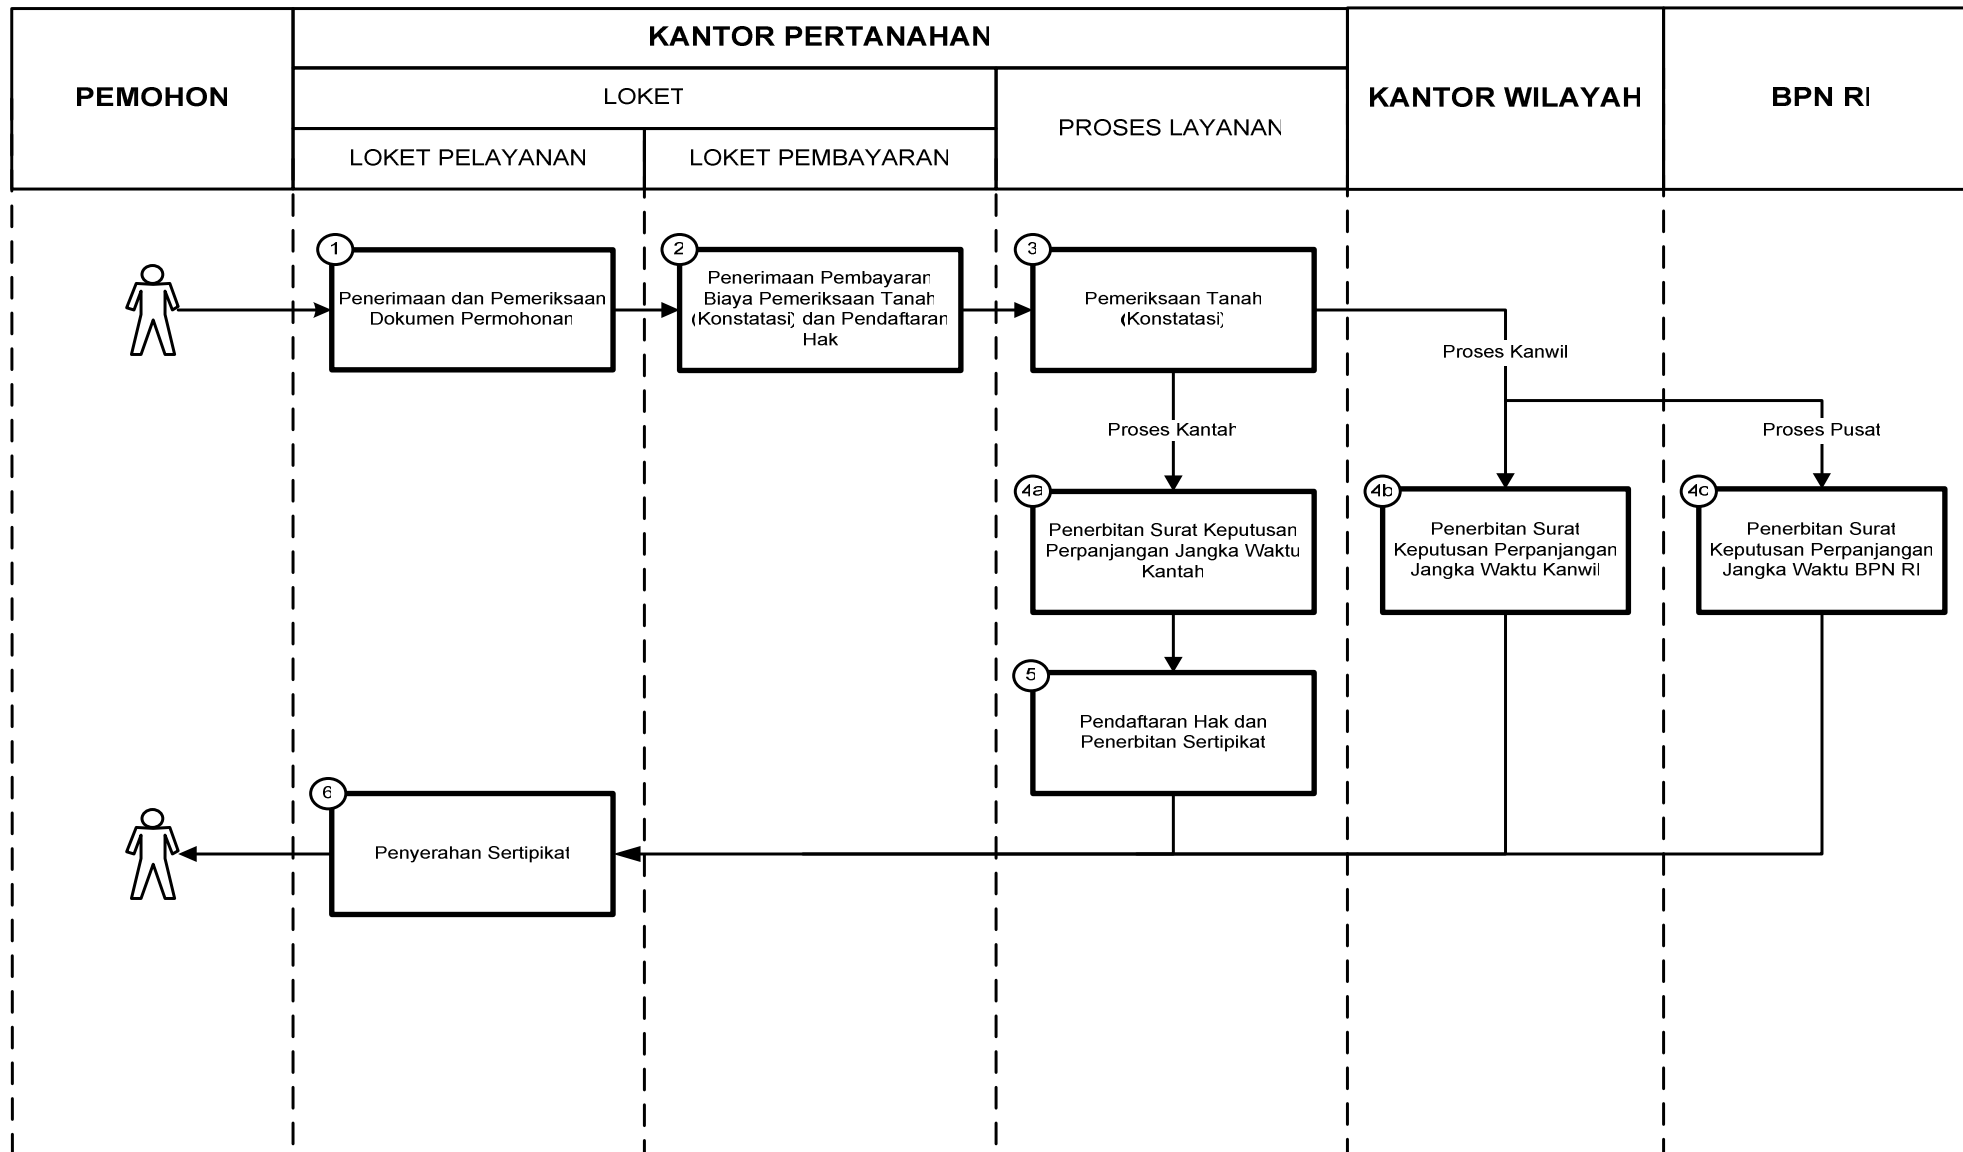 KANTOR PERTANAHAN
PEMOHON
LOKET
KANTOR WILAYAH
BPN RI
PROSES LAYANAN
LOKET PELAYANAN
LOKET PEMBAYARAN
1
Penerimaan dan Pemeriksaan
Dokumen Permohonan
2
Penerimaan Pembayaran
Biaya Pemeriksaan Tanah
(Konstatasi) dan Pendaftaran
Hak
3
Pemeriksaan Tanah
(Konstatasi)
Proses Kanwil
Proses Kantah
Proses Pusat
4a
Penerbitan Surat Keputusan
Perpanjangan Jangka Waktu
Kantah
4b
Penerbitan Surat
Keputusan Perpanjangan
Jangka Waktu Kanwil
4c
Penerbitan Surat
Keputusan Perpanjangan
Jangka Waktu BPN RI
5
Pendaftaran Hak dan
Penerbitan Sertipikat
6
Penyerahan Sertipikat